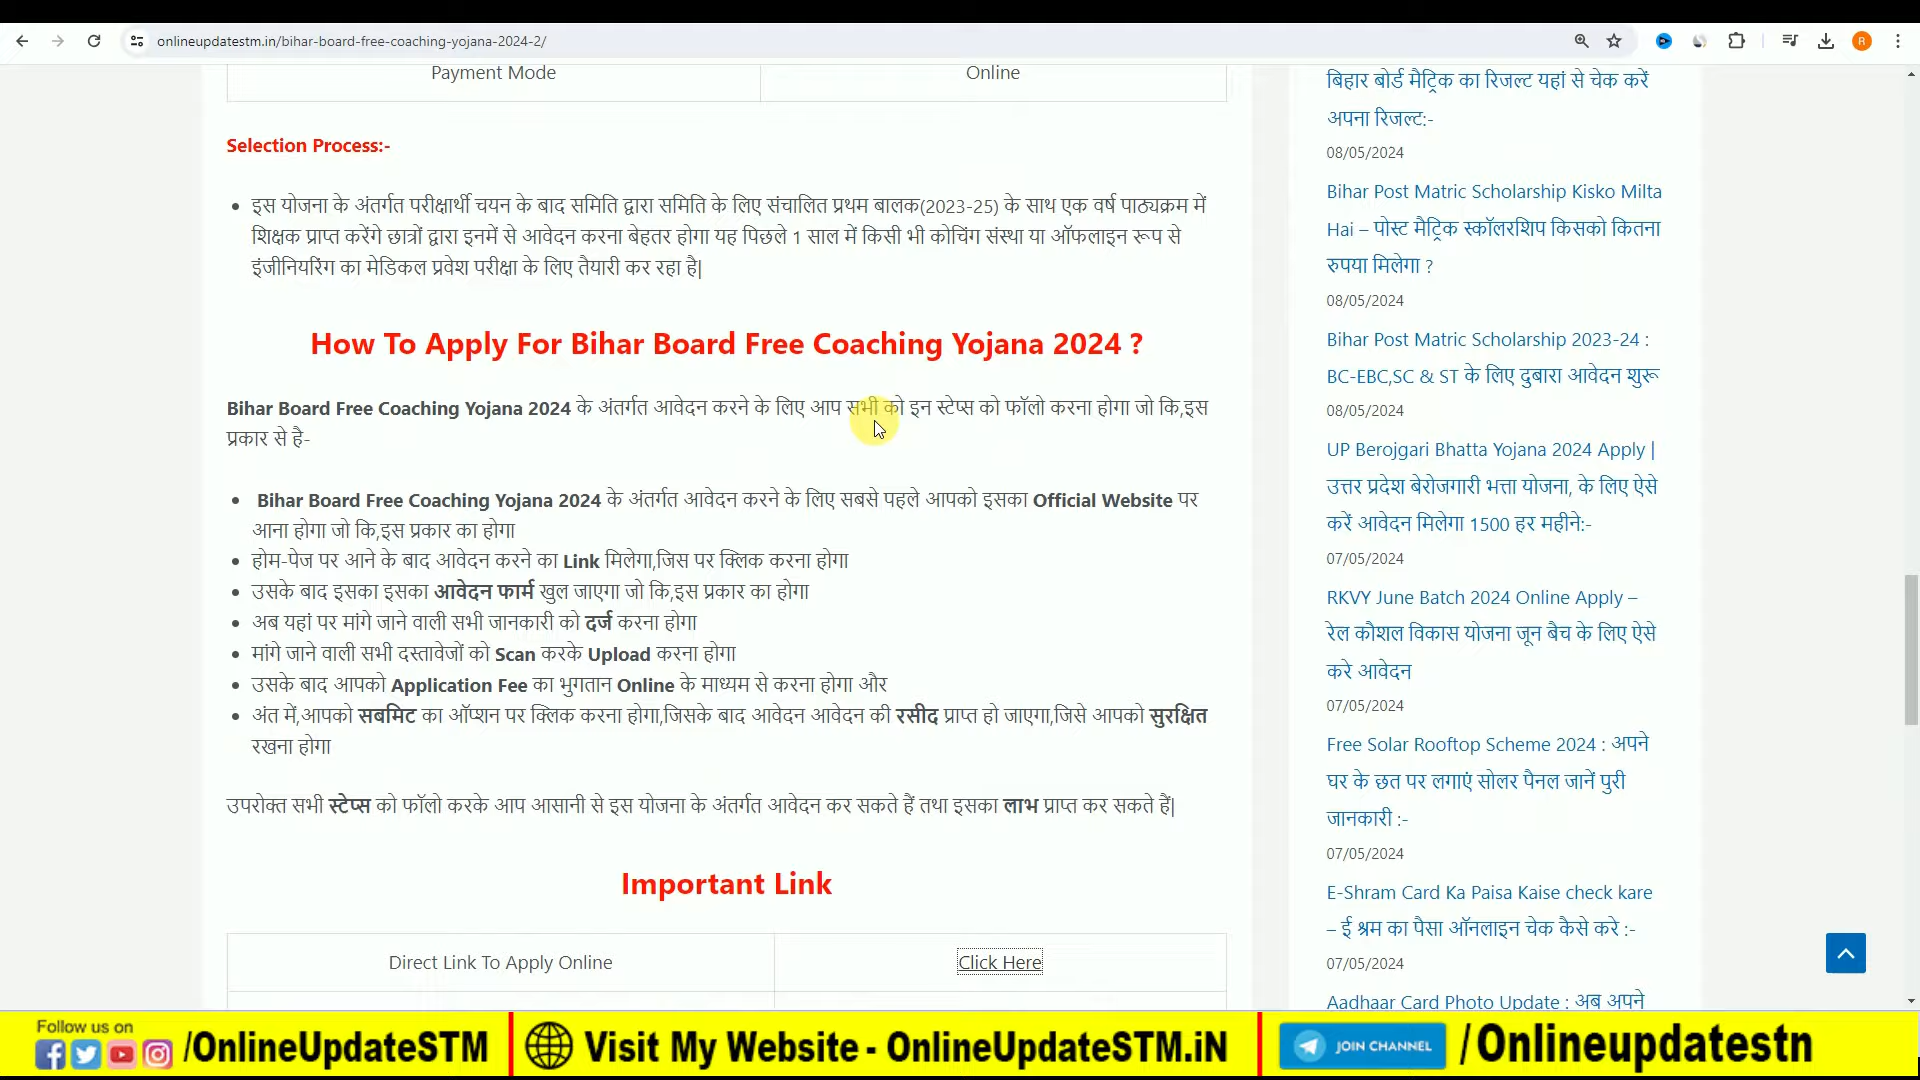 onlineupdatestm.in/bihar-board-free-coaching-yojana-2024-2/
R
Payment Mode
Online
Selection Process:-
इस योजना के अंतर्गत परीक्षार्थी चयन के बाद समिति द्वारा समिति के लिए संचालित प्रथम बालक(2023-25) के साथ एक वर्ष पाठ्यक्रम में
शिक्षक प्राप्त करेंगे छात्रों द्वारा इनमें से आवेदन करना बेहतर होगा यह पिछले 1 साल में किसी भी कोचिंग संस्था या ऑफलाइन रूप से
इंजीनियरिंग का मेडिकल प्रवेश परीक्षा के लिए तैयारी कर रहा है|
How To Apply For Bihar Board Free Coaching Yojana 2024 ?
Bihar Board Free Coaching Yojana 2024 के अंतर्गत आवेदन करने के लिए आप सभी को इन स्टेप्स को फॉलो करना होगा जो कि,इस
प्रकार से है-
Bihar Board Free Coaching Yojana 2024 के अंतर्गत आवेदन करने के लिए सबसे पहले आपको इसका Official Website पर
आना होगा जो कि,इस प्रकार का होगा
होम-पेज पर आने के बाद आवेदन करने का Link मिलेगा,जिस पर क्लिक करना होगा
उसके बाद इसका इसका आवेदन फार्म खुल जाएगा जो कि,इस प्रकार का होगा
अब यहां पर मांगे जाने वाली सभी जानकारी को दर्ज करना होगा
मांगे जाने वाली सभी दस्तावेजों को Scan करके Upload करना होगा
उसके बाद आपको Application Fee का भुगतान Online के माध्यम से करना होगा और
अंत में,आपको सबमिट का ऑप्शन पर क्लिक करना होगा,जिसके बाद आवेदन आवेदन की रसीद प्राप्त हो जाएगा,जिसे आपको सुरक्षित
रखना होगा
उपरोक्त सभी स्टेप्स को फॉलो करके आप आसानी से इस योजना के अंतर्गत आवेदन कर सकते हैं तथा इसका लाभ प्राप्त कर सकते हैं|
Important Link
Direct Link To Apply Online
Click Here
बिहार बोर्ड मैट्रिक का रिजल्ट यहां से चेक करें
अपना रिजल्ट:-
08/05/2024
Bihar Post Matric Scholarship Kisko Milta
Hai – पोस्ट मैट्रिक स्कॉलरशिप किसको कितना
रुपया मिलेगा ?
08/05/2024
Bihar Post Matric Scholarship 2023-24 :
BC-EBC,SC & ST के लिए दुबारा आवेदन शुरू
08/05/2024
UP Berojgari Bhatta Yojana 2024 Apply |
उत्तर प्रदेश बेरोजगारी भत्ता योजना, के लिए ऐसे
करें आवेदन मिलेगा 1500 हर महीने:-
07/05/2024
RKVY June Batch 2024 Online Apply –
रेल कौशल विकास योजना जून बैच के लिए ऐसे
करे आवेदन
07/05/2024
Free Solar Rooftop Scheme 2024 : अपने
घर के छत पर लगाएं सोलर पैनल जानें पुरी
जानकारी :-
07/05/2024
E-Shram Card Ka Paisa Kaise check kare
– ई श्रम का पैसा ऑनलाइन चेक कैसे करे :-
07/05/2024
Aadhaar Card Photo Update : अब अपने
Follow us on
/OnlineUpdateSTM
Visit My Website - OnlineUpdateSTM.iN
JOIN CHANNEL
/Onlineupdatestn